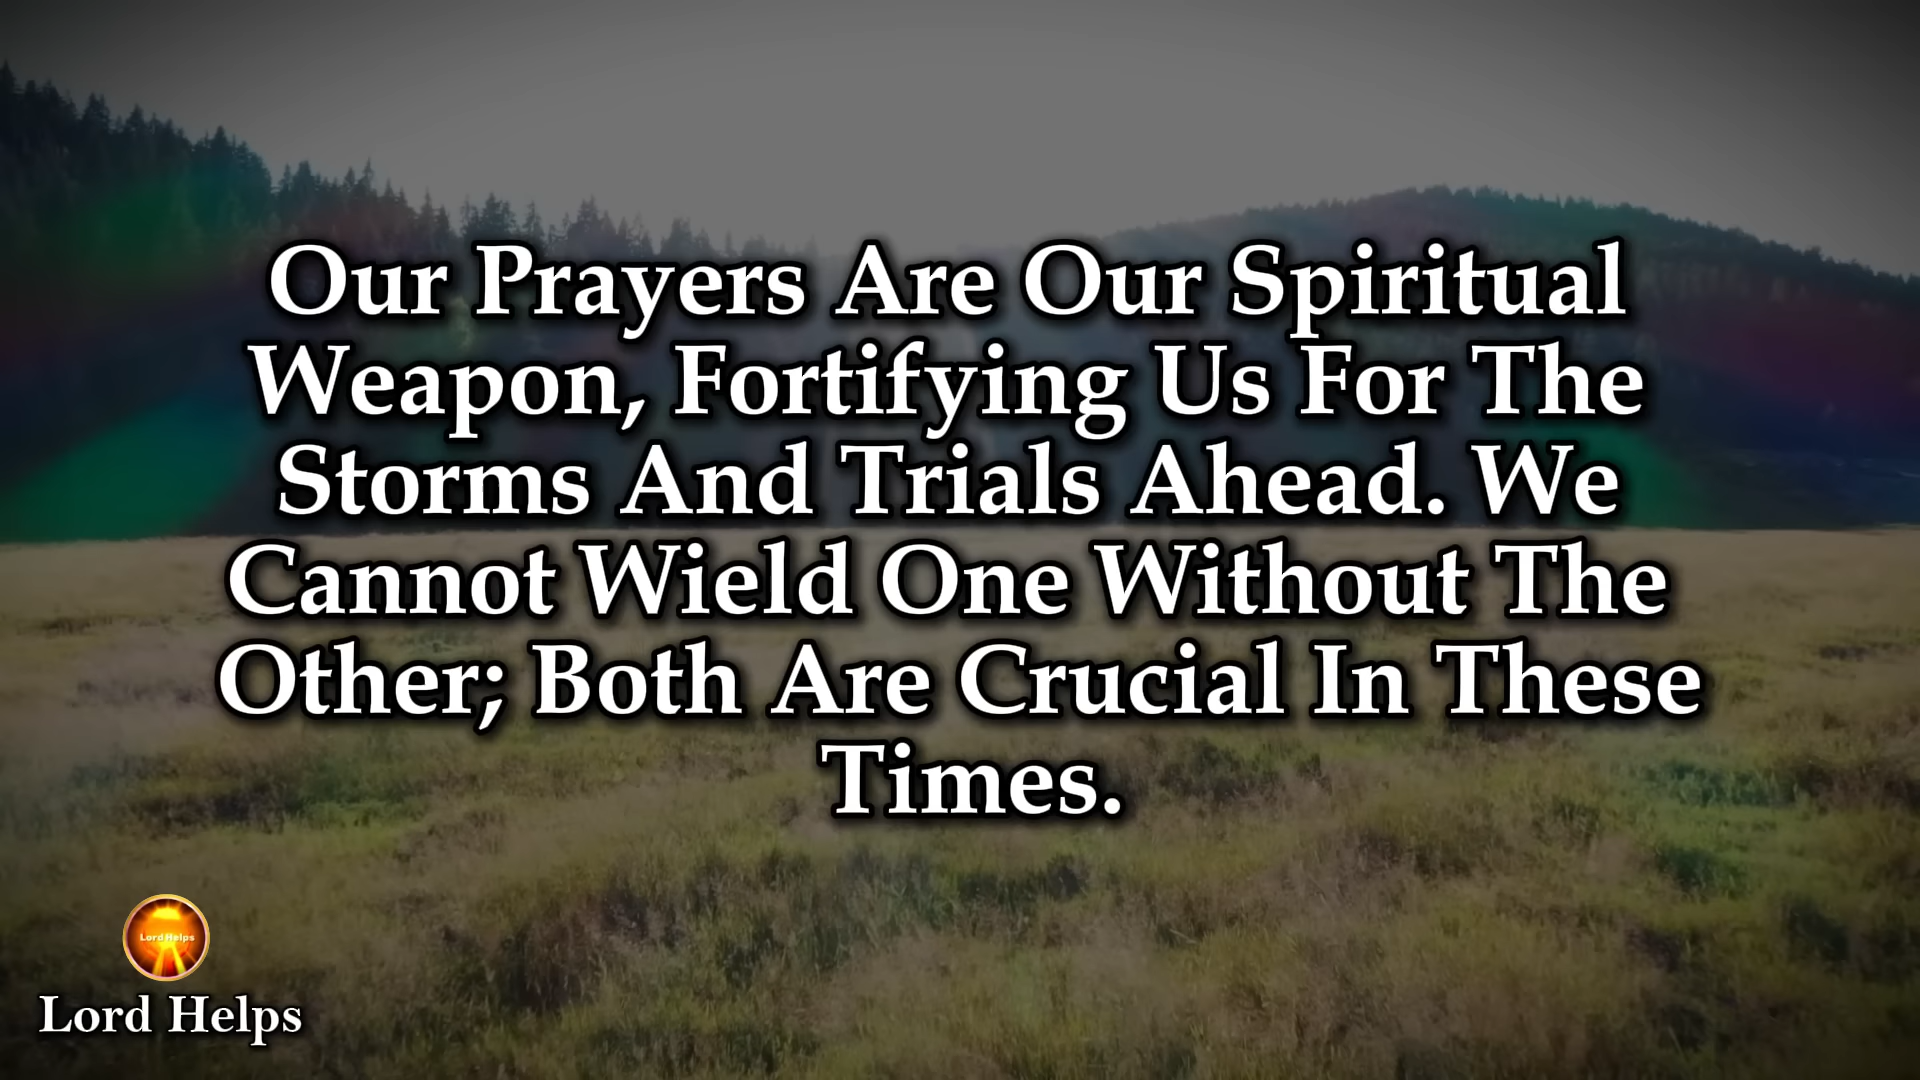 Our Prayers Are Our Spiritual
Weapon, Fortifying Us For The
Storms And Trials Ahead. We
Cannot Wield One Without The
Other; Both Are Crucial In These
Times.
Lord Helps
Lord Helps